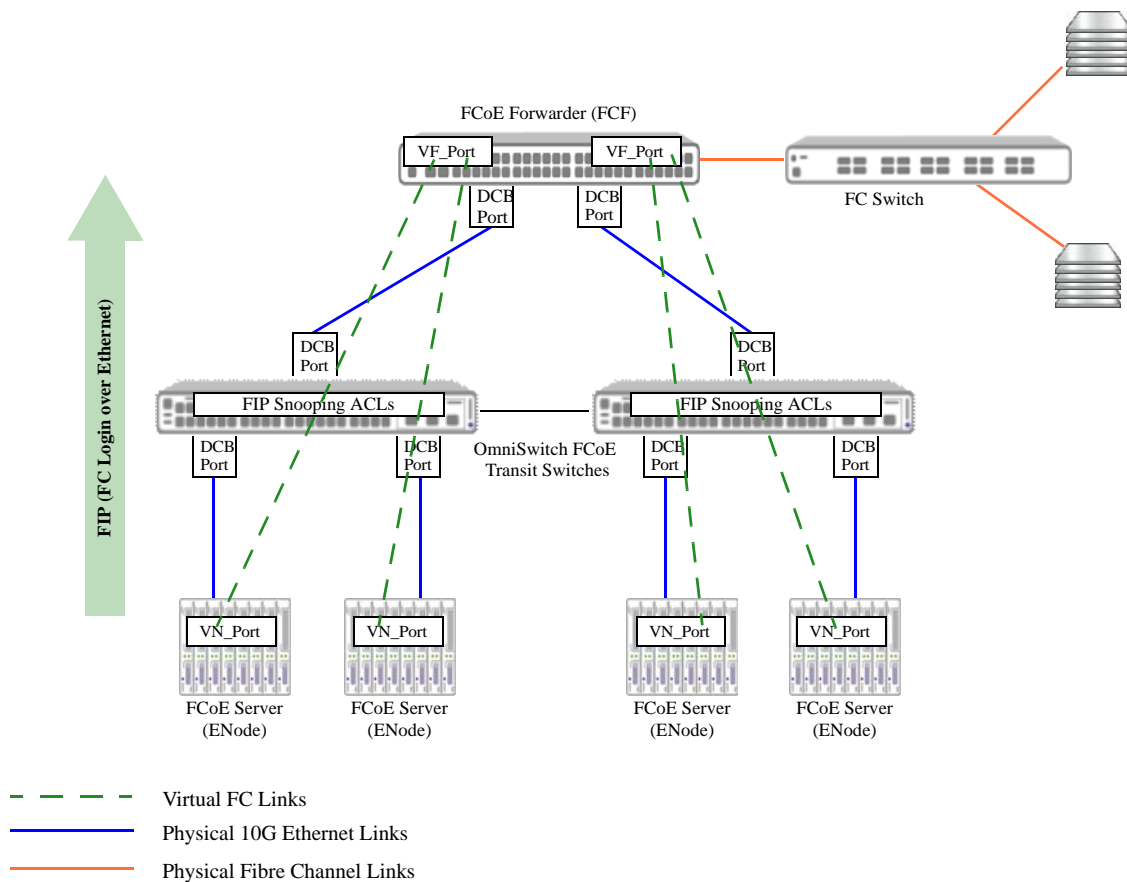 FCoE Forwarder (FCF)
VF_Port
VF_Port
FC Switch
DCB
Port
DCB
Port
FIP (FC Login over Ethernet)
DCB
Port
DCB
Port
FIP Snooping ACLs
FIP Snooping ACLs
DCB
Port
DCB
Port
OmniSwitch FCoE
Transit Switches
DCB
Port
DCB
Port
VN_Port
VN_Port
VN_Port
VN_Port
FCoE Server
(ENode)
FCoE Server
(ENode)
FCoE Server
(ENode)
FCoE Server
(ENode)
Virtual FC Links
Physical 10G Ethernet Links
Physical Fibre Channel Links